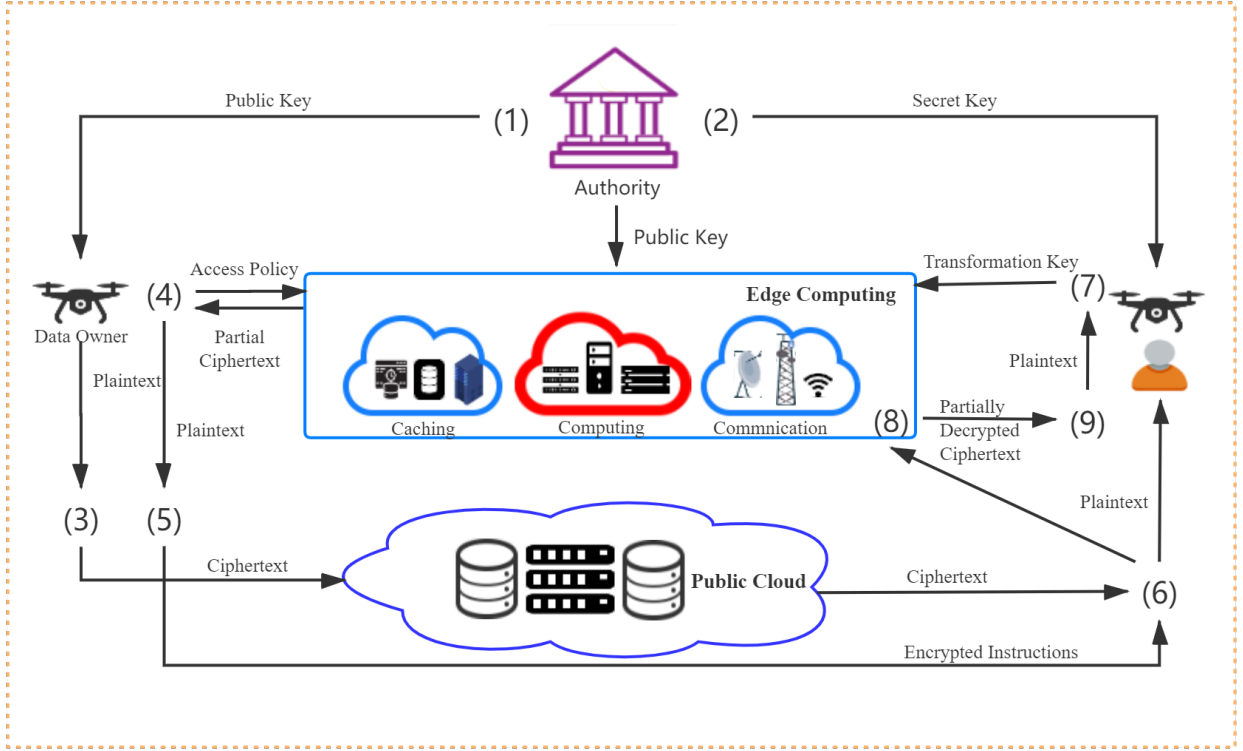 Public Key
Secret Key
(1)
(2)
Authority
Public Key
Access Policy
Transformation Key
(4)
Edge Computing
(7)
Data Owner
Partial
Ciphertext
Plaintext
Plaintext
Plaintext
Caching
Computing
Commnication
(8)
Partially
Decrypted
Ciphertext
(9)
Plaintext
(3)
(5)
Ciphertext
Public Cloud
Ciphertext
(6)
Encrypted Instructions